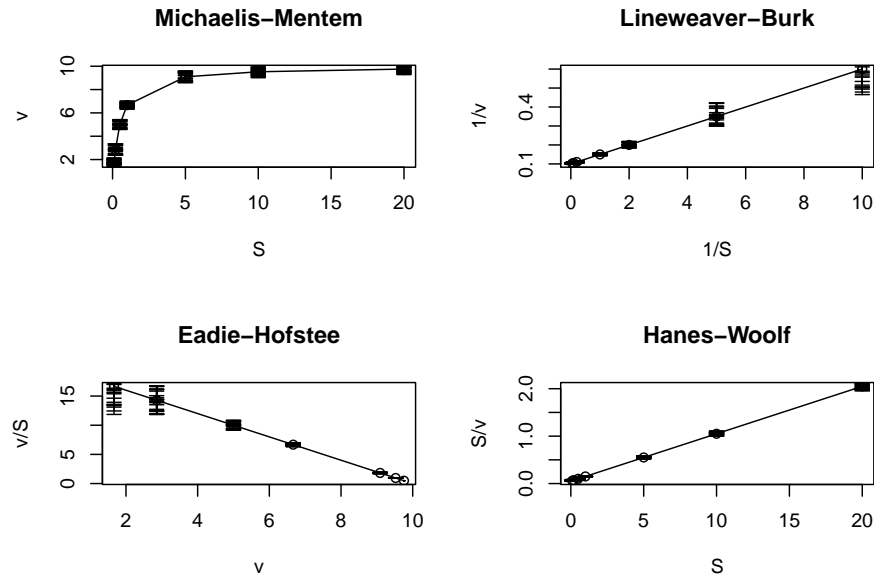 Michaelis−Mentem
v
10
6
2
0 5 10 15 20
S
Lineweaver−Burk
1/v
0.4
0.1
0 2 4 6 8 10
1/S
Eadie−Hofstee
v/S
15
5
0
2 4 6 8 10
v
Hanes−Woolf
S/v
2.0
1.0
0.0
0 5 10 15 20
S